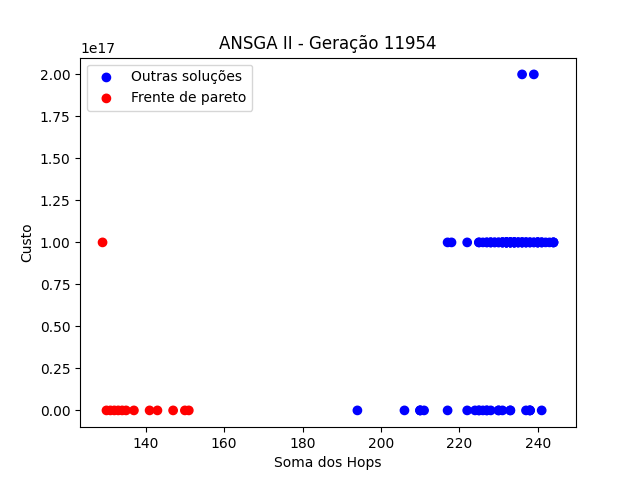 ANSGA II - Geração 11954
1e17
2.00
1.75
1.50
1.25
1.00
0.75
0.50
0.25
0.00
Custo
Outras soluções
Frente de pareto
140 160 180 200 220 240
Soma dos Hops